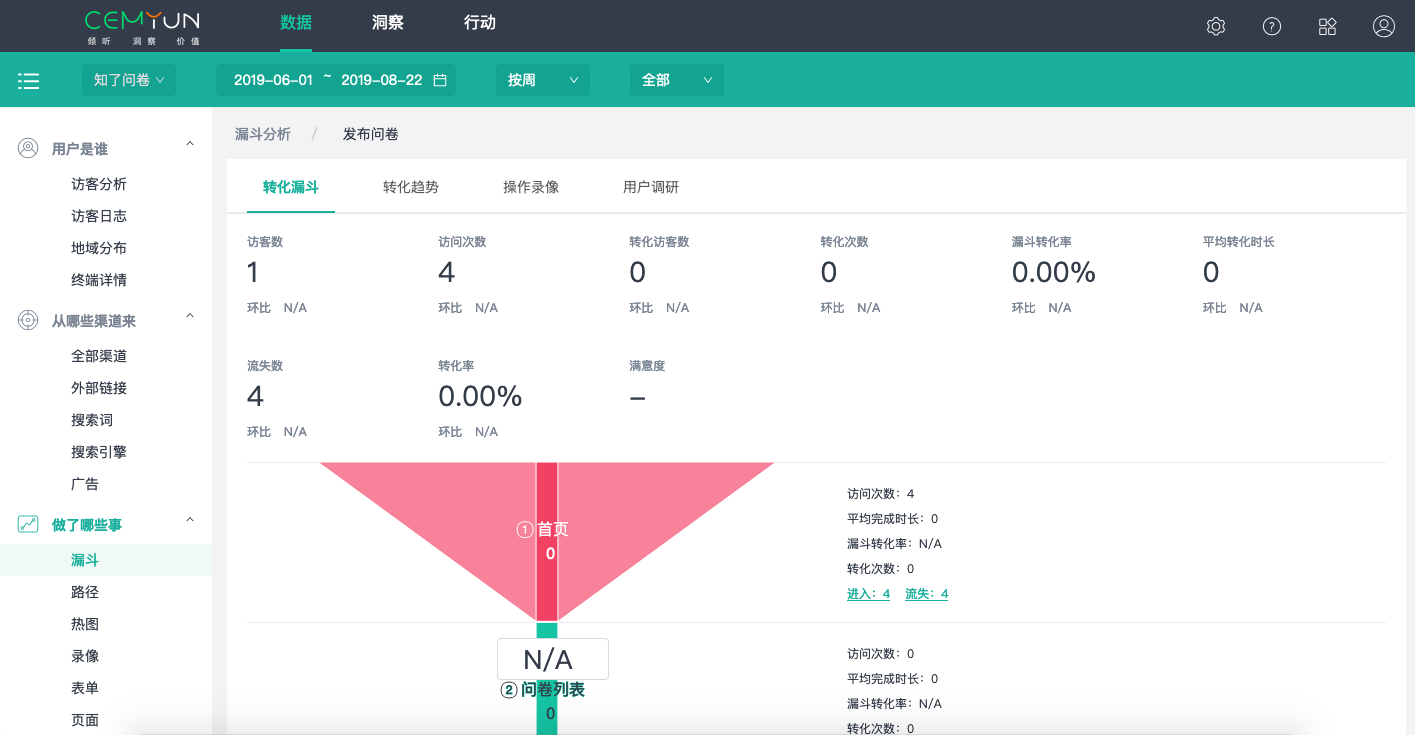 CEMYUN
倾听 洞察 价值
数据 洞察 行动
知了问卷 2019-06-01 ~ 2019-08-22 按周 全部
用户是谁
访客分析
访客日志
地域分布
终端详情
从哪些渠道来
全部渠道
外部链接
搜索词
搜索引擎
广告
做了哪些事
漏斗
路径
热图
录像
表单
页面
漏斗分析 / 发布问卷
转化漏斗 转化趋势 操作录像 用户调研
访客数 访问次数 转化访客数 转化次数 漏斗转化率 平均转化时长
1 4 0 0 0.00% 0
环比 N/A 环比 N/A 环比 N/A 环比 N/A 环比 N/A 环比 N/A
流失数 转化率 满意度
4 0.00% –
环比 N/A 环比 N/A
① 首页
0
访问次数：4
平均完成时长：0
漏斗转化率：N/A
转化次数：0
进入：4 流失：4
N/A
② 问卷列表
0
访问次数：0
平均完成时长：0
漏斗转化率：N/A
转化次数：0